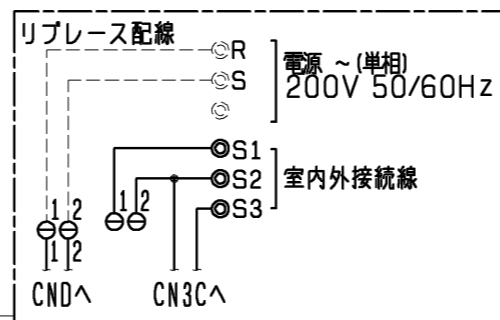 リプレース配線
R
電源 ~(単相)
S
200V 50/60Hz
S1
S2
室内外接続線
S3
1 2
1 2
1 2
CNDへ CN3Cへ